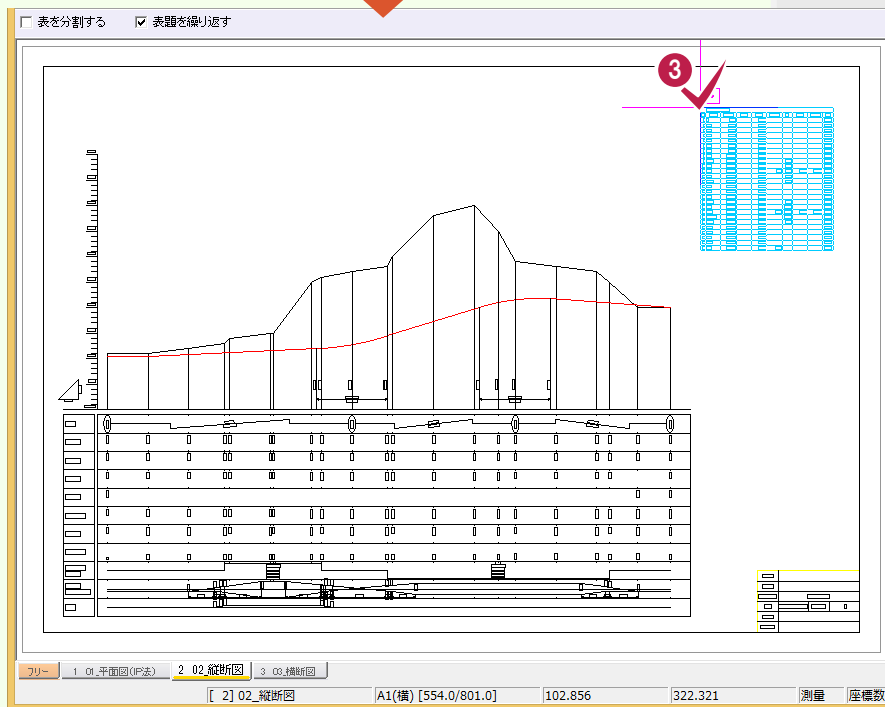 表を分割する 表題を繰り返す
3
フリー 1 01_平面図(IP法) 2 02_縦断図 3 03_横断図
[ 2] 02_縦断図 A1(横) [554.0/801.0] 102.856 322.321 測量 座標数